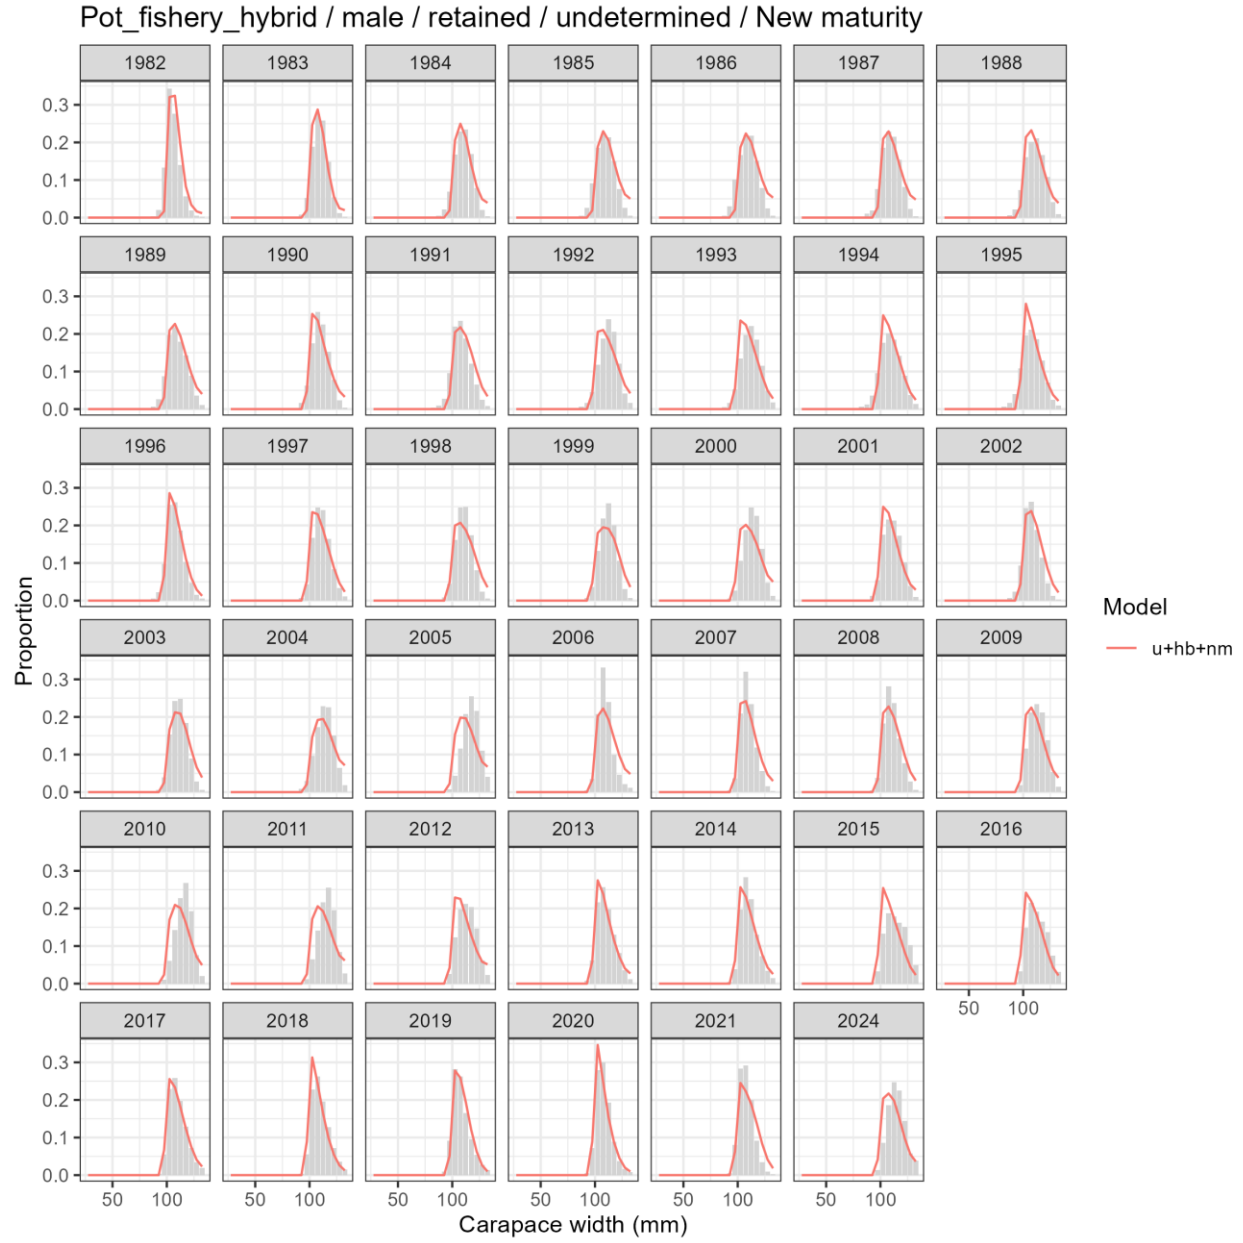 Pot_fishery_hybrid / male / retained / undetermined / New maturity
1982 1983 1984 1985 1986 1987 1988
0.3
0.2
0.1
0.0
1989 1990 1991 1992 1993 1994 1995
0.3
0.2
0.1
0.0
1996 1997 1998 1999 2000 2001 2002
0.3
0.2
0.1
0.0
2003 2004 2005 2006 2007 2008 2009
0.3
0.2
0.1
0.0
2010 2011 2012 2013 2014 2015 2016
0.3
0.2
0.1
0.0
50 100
2017 2018 2019 2020 2021 2024
0.3
0.2
0.1
0.0
50 100 50 100 50 100 50 100 50 100 50 100
Carapace width (mm)
Proportion
Model
u+hb+nm